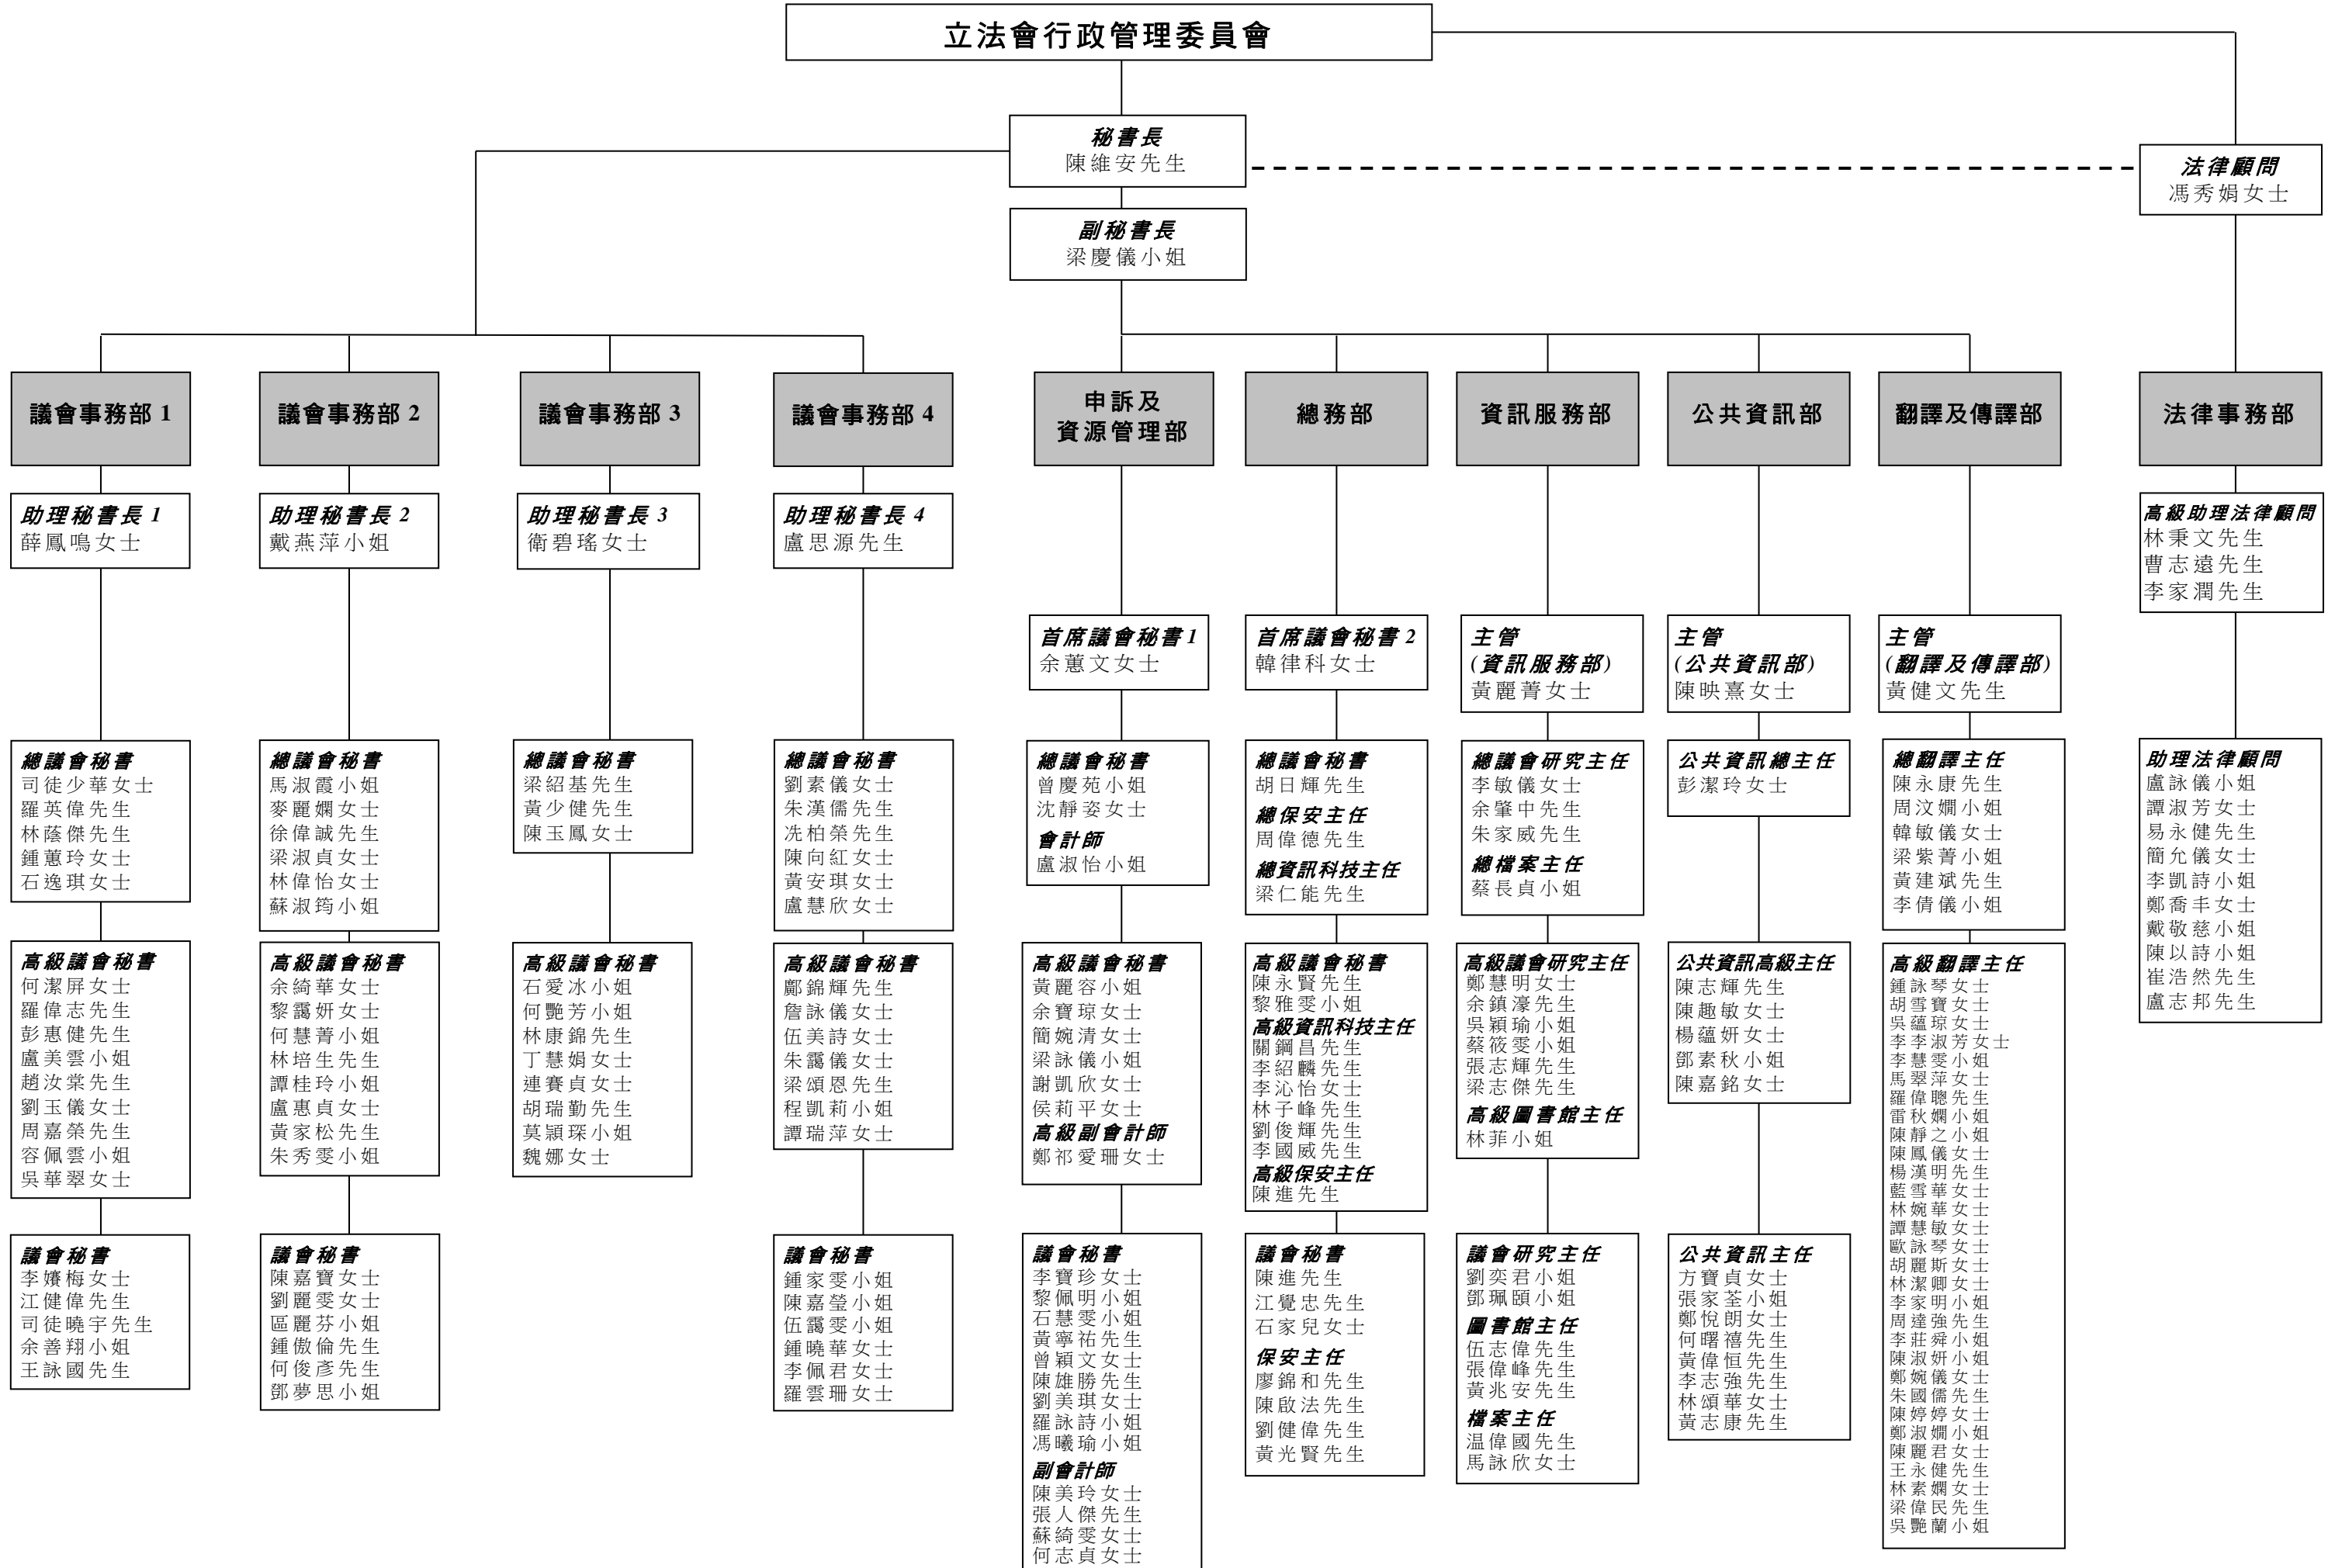 立法會行政管理委員會
秘書長
陳維安先生
法律顧問
馮秀娟女士
副秘書長
梁慶儀小姐
議會事務部 1
議會事務部 2
議會事務部 3
議會事務部 4
申訴及
資源管理部
總務部
資訊服務部
公共資訊部
翻譯及傳譯部
法律事務部
助理秘書長 1
薛鳳鳴女士
助理秘書長 2
戴燕萍小姐
助理秘書長 3
衛碧瑤女士
助理秘書長 4
盧思源先生
高級助理法律顧問
林秉文先生
曹志遠先生
李家潤先生
首席議會秘書 1
余蕙文女士
首席議會秘書 2
韓律科女士
主管
(資訊服務部)
黃麗菁女士
主管
(公共資訊部)
陳映熹女士
主管
(翻譯及傳譯部)
黃健文先生
總議會秘書
司徒少華女士
羅英偉先生
林蔭傑先生
鍾蕙玲女士
石逸琪女士
總議會秘書
馬淑霞小姐
麥麗嫻女士
徐偉誠先生
梁淑貞女士
林偉怡女士
蘇淑筠小姐
總議會秘書
梁紹基先生
黃少健先生
陳玉鳳女士
總議會秘書
劉素儀女士
朱漢儒先生
冼柏榮先生
陳向紅女士
黃安琪女士
盧慧欣女士
總議會秘書
曾慶苑小姐
沈靜姿女士
會計師
盧淑怡小姐
總議會秘書
胡日輝先生
總保安主任
周偉德先生
總資訊科技主任
梁仁能先生
總議會研究主任
李敏儀女士
余肇中先生
朱家威先生
總檔案主任
蔡長貞小姐
公共資訊總主任
彭潔玲女士
總翻譯主任
陳永康先生
周汶嫺小姐
韓敏儀女士
梁紫菁小姐
黃建斌先生
李倩儀小姐
助理法律顧問
盧詠儀小姐
譚淑芳女士
易永健先生
簡允儀女士
李凱詩小姐
鄭喬丰女士
戴敬慈小姐
陳以詩小姐
崔浩然先生
盧志邦先生
高級議會秘書
何潔屏女士
羅偉志先生
彭惠健先生
盧美雲小姐
趙汝棠先生
劉玉儀女士
周嘉榮先生
容佩雲小姐
吳華翠女士
高級議會秘書
余綺華女士
黎靄妍女士
何慧菁小姐
林培生先生
譚桂玲小姐
盧惠貞女士
黃家松先生
朱秀雯小姐
高級議會秘書
石愛冰小姐
何艷芳小姐
林康錦先生
丁慧娟女士
連賽貞女士
胡瑞勤先生
莫穎琛小姐
魏娜女士
高級議會秘書
鄺錦輝先生
詹詠儀女士
伍美詩女士
朱靄儀女士
梁頌恩先生
程凱莉小姐
譚瑞萍女士
高級議會秘書
黃麗容小姐
余寶琼女士
簡婉清女士
梁詠儀小姐
謝凱欣女士
侯莉平女士
高級副會計師
鄭祁愛珊女士
高級議會秘書
陳永賢先生
黎雅雯小姐
高級資訊科技主任
關鋼昌先生
李紹麟先生
李沁怡女士
林子峰先生
劉俊輝先生
李國威先生
高級保安主任
陳進先生
高級議會研究主任
鄭慧明女士
余鎮濠先生
吳穎瑜小姐
蔡筱雯小姐
張志輝先生
梁志傑先生
高級圖書館主任
林菲小姐
公共資訊高級主任
陳志輝先生
陳趣敏女士
楊蘊妍女士
鄧素秋小姐
陳嘉銘女士
高級翻譯主任
鍾詠琴女士
胡雪寶女士
吳蘊琼女士
李李淑芳女士
李慧雯小姐
馬翠萍女士
羅偉聰先生
雷秋嫻小姐
陳靜之小姐
陳鳳儀女士
楊漢明先生
藍雪華女士
林婉華女士
譚慧敏女士
歐詠琴女士
胡麗斯女士
林潔卿女士
李家明小姐
周達強先生
李莊舜小姐
陳淑妍小姐
鄭婉儀女士
朱國儒先生
陳婷婷女士
鄭淑嫻小姐
陳麗君女士
王永健先生
林素嫻女士
梁偉民先生
吳艷蘭小姐
議會秘書
李嬪梅女士
江健偉先生
司徒曉宇先生
余善翔小姐
王詠國先生
議會秘書
陳嘉寶女士
劉麗雯女士
區麗芬小姐
鍾傲倫先生
何俊彥先生
鄧夢思小姐
議會秘書
鍾家雯小姐
陳嘉瑩小姐
伍靄雯小姐
鍾曉華女士
李佩君女士
羅雲珊女士
議會秘書
李寶珍女士
黎佩明小姐
石慧雯小姐
黃寧祐先生
曾穎文女士
陳雄勝先生
劉美琪女士
羅詠詩小姐
馮曦瑜小姐
副會計師
陳美玲女士
張人傑先生
蘇綺雯女士
何志貞女士
議會秘書
陳進先生
江覺忠先生
石家兒女士
保安主任
廖錦和先生
陳啟法先生
劉健偉先生
黃光賢先生
議會研究主任
劉奕君小姐
鄧珮頤小姐
圖書館主任
伍志偉先生
張偉峰先生
黃兆安先生
檔案主任
温偉國先生
馬詠欣女士
公共資訊主任
方寶貞女士
張家荃小姐
鄭悅朗女士
何曙禧先生
黃偉恒先生
李志強先生
林頌華女士
黃志康先生